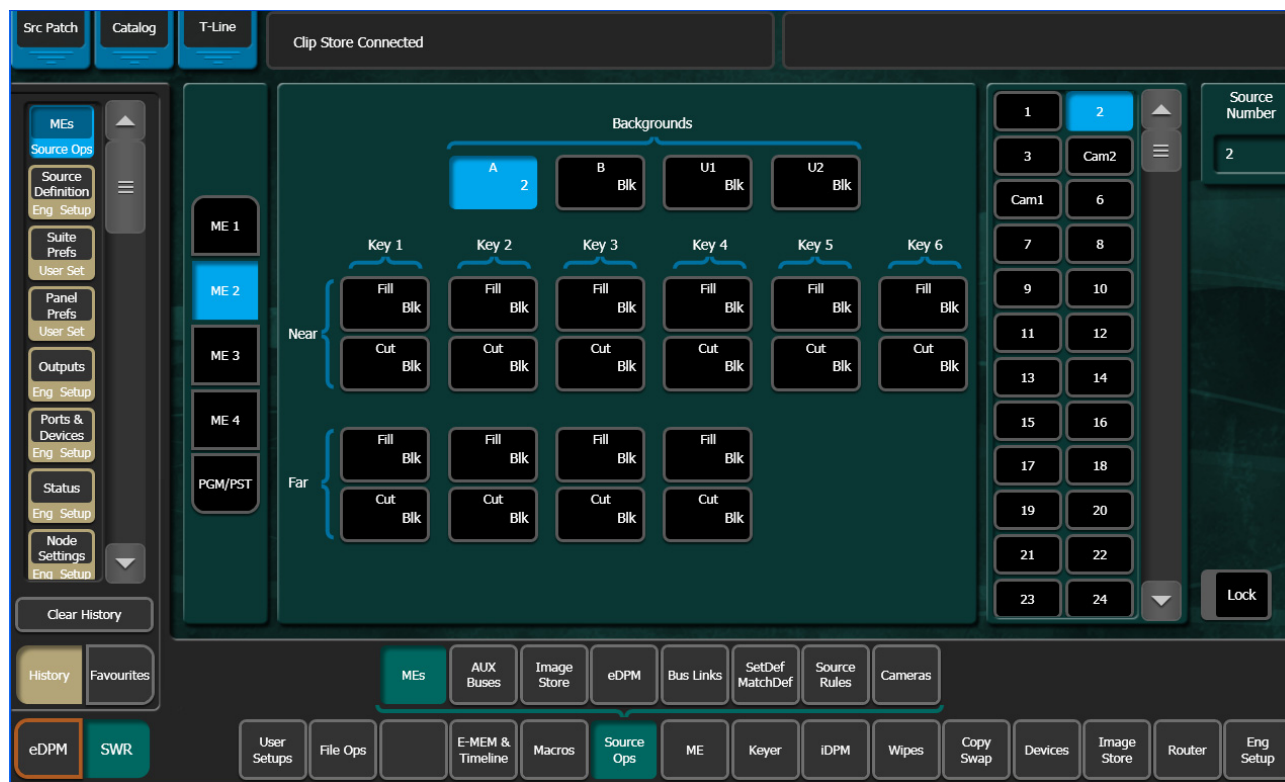 Src Patch
Catalog
T-Line
Clip Store Connected
MEs
Source Ops
Source
Definition
Eng Setup
Suite
Prefs
User Set
Panel
Prefs
User Set
Outputs
Eng Setup
Ports &
Devices
Eng Setup
Status
Eng Setup
Node
Settings
Eng Setup
Clear History
History
Favourites
ME 1
ME 2
ME 3
ME 4
PGM/PST
Backgrounds
A
2
B
Blk
U1
Blk
U2
Blk
Key 1
Key 2
Key 3
Key 4
Key 5
Key 6
Near
Fill
Blk
Fill
Blk
Fill
Blk
Fill
Blk
Fill
Blk
Fill
Blk
Cut
Blk
Cut
Blk
Cut
Blk
Cut
Blk
Cut
Blk
Cut
Blk
Far
Fill
Blk
Fill
Blk
Fill
Blk
Fill
Blk
Cut
Blk
Cut
Blk
Cut
Blk
Cut
Blk
1
2
3
Cam2
Cam1
6
7
8
9
10
11
12
13
14
15
16
17
18
19
20
21
22
23
24
Source
Number
2
Lock
MEs
AUX
Buses
Image
Store
eDPM
Bus Links
SetDef
MatchDef
Source
Rules
Cameras
eDPM
SWR
User
Setups
File Ops
E-MEM &
Timeline
Macros
Source
Ops
ME
Keyer
iDPM
Wipes
Copy
Swap
Devices
Image
Store
Router
Eng
Setup